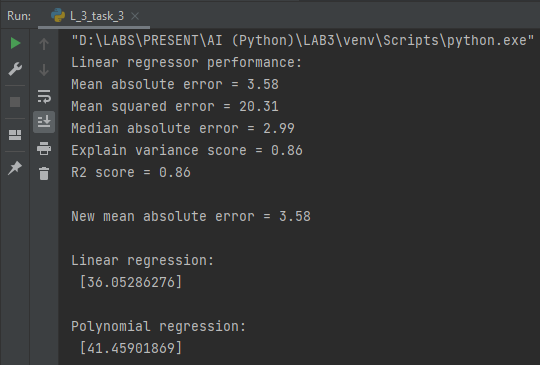 Run: L_3_task_3
"D:\LABS\PRESENT\AI (Python)\LAB3\venv\Scripts\python.exe"
Linear regressor performance:
Mean absolute error = 3.58
Mean squared error = 20.31
Median absolute error = 2.99
Explain variance score = 0.86
R2 score = 0.86
New mean absolute error = 3.58
Linear regression:
[36.05286276]
Polynomial regression:
[41.45901869]